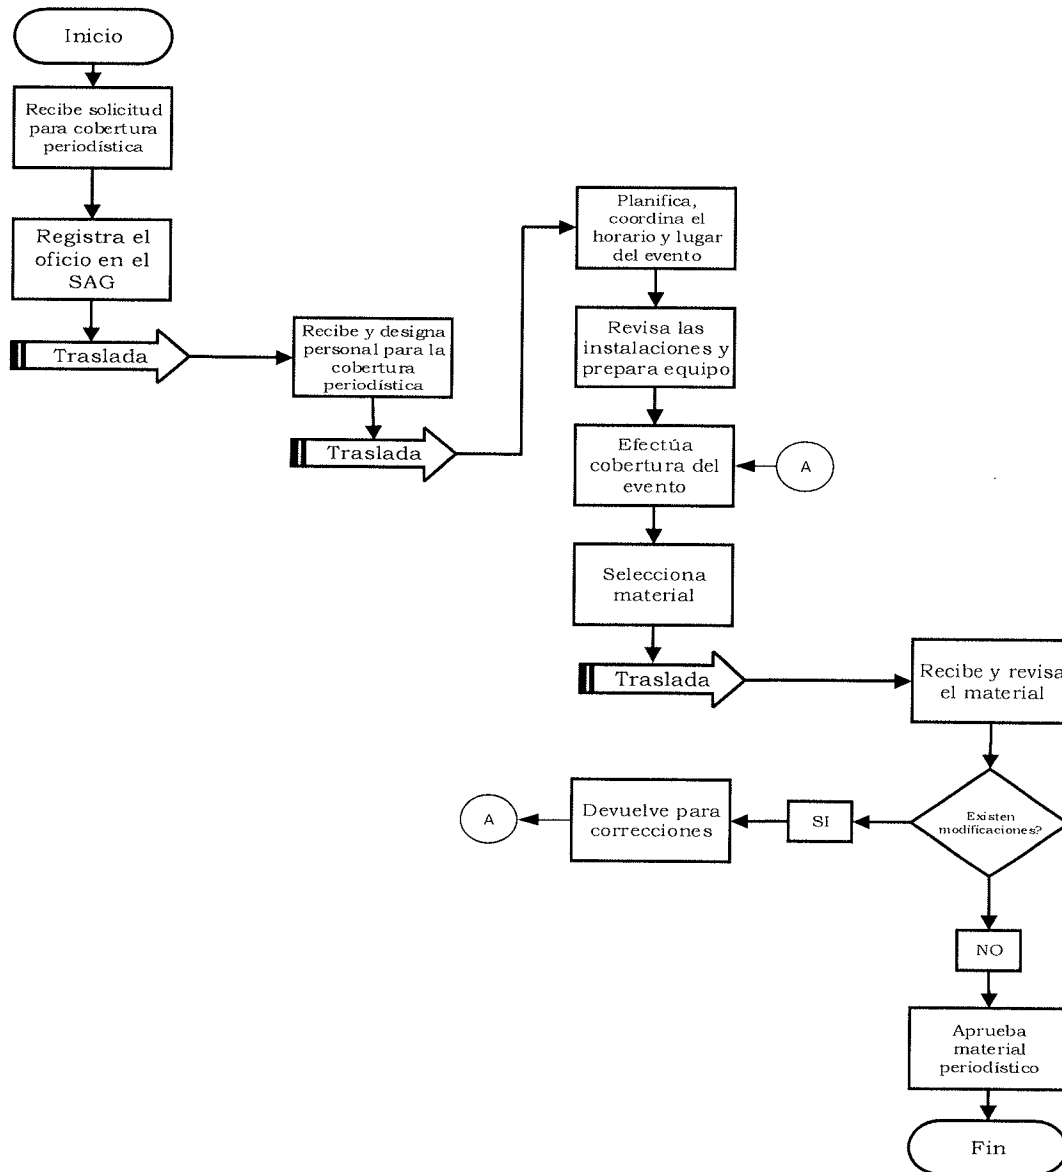 Inicio
Recibe solicitud
para cobertura
periodística
Registra el
oficio en el
SAG
Traslada
Recibe y designa
personal para la
cobertura
periodística
Traslada
Planifica,
coordina el
horario y lugar
del evento
Revisa las
instalaciones y
prepara equipo
Efectúa
cobertura del
evento
A
Selecciona
material
Traslada
Recibe y revisa
el material
Existen
modificaciones?
SI
Devuelve para
correcciones
A
NO
Aprueba
material
periodístico
Fin